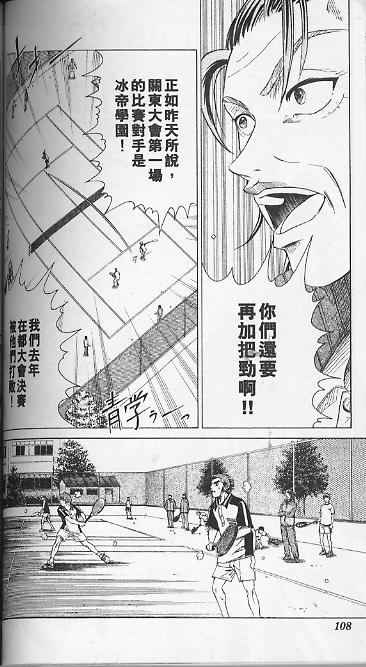 你們還要
再加把勁啊!!
正如昨天所說，
關東大會第一場
的比賽對手是
冰帝學園！
我們去年
在都大會決賽
被他們打敗！
青学ぅーっ
108